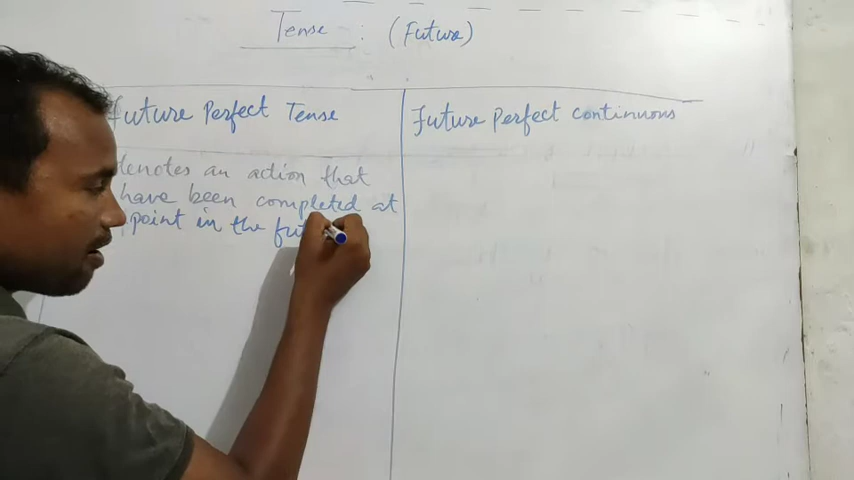 Tense : (Future)
Future Perfect Tense
denotes an action that
have been completed at
point in the fut
Future Perfect continuous